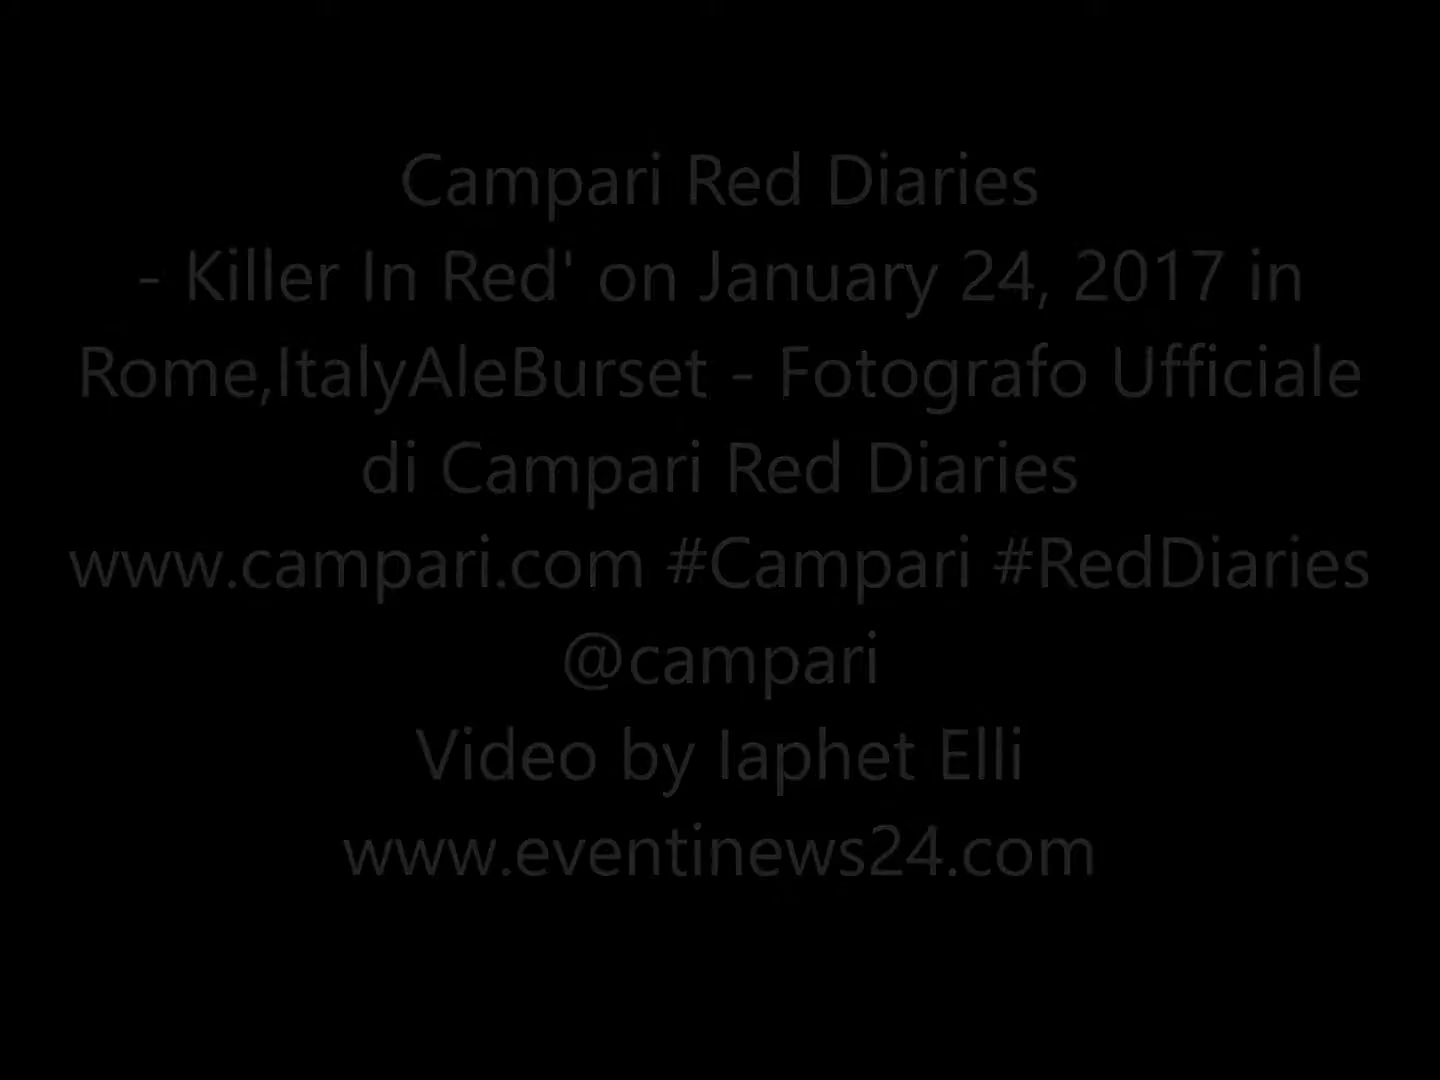 Campari Red Diaries
- Killer In Red' on January 24, 2017 in
Rome,ItalyAleBurset - Fotografo Ufficiale
di Campari Red Diaries
www.campari.com #Campari #RedDiaries
@campari
Video by Iaphet Elli
www.eventinews24.com